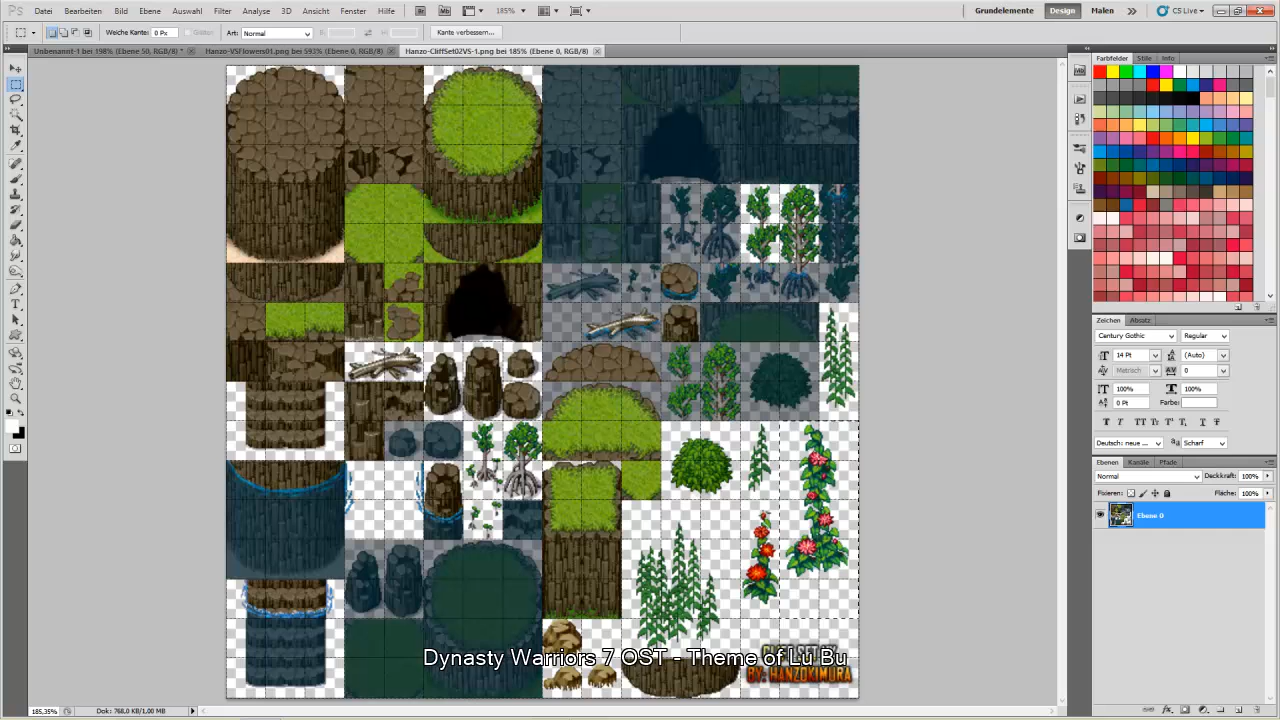 Ps Datei Bearbeiten Bild Ebene Auswahl Filter Analyse 3D Ansicht Fenster Hilfe Br Mb 185% Grundelemente Design Malen CS Live
Weiche Kante: 0 Px Glätten Art: Normal Kante verbessern...
Unbenannt-1 bei 198% (Ebene 50, RGB/8) * Hanzo-VSFlowers01.png bei 593% (Ebene 0, RGB/8) Hanzo-CliffSet02VS-1.png bei 185% (Ebene 0, RGB/8)
Farbfelder Stile Info
Zeichen Absatz
Century Gothic Regular
14 Pt (Auto)
Metrisch 0
100% 100%
0 Pt Farbe:
Deutsch: neue ... Scharf
Ebenen Kanäle Pfade
Normal Deckkraft: 100%
Fixieren: Fläche: 100%
Ebene 0
Dynasty Warriors 7 OST - Theme of Lu Bu
BY: HANZOKIMURA
185,35% Dok: 768,0 KB/1,00 MB